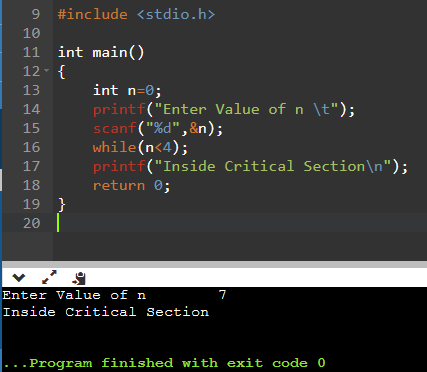 9 #include <stdio.h>
10
11 int main()
12 {
13     int n=0;
14     printf("Enter Value of n \t");
15     scanf("%d",&n);
16     while(n<4);
17     printf("Inside Critical Section\n");
18     return 0;
19 }
20
Enter Value of n         7
Inside Critical Section
...Program finished with exit code 0